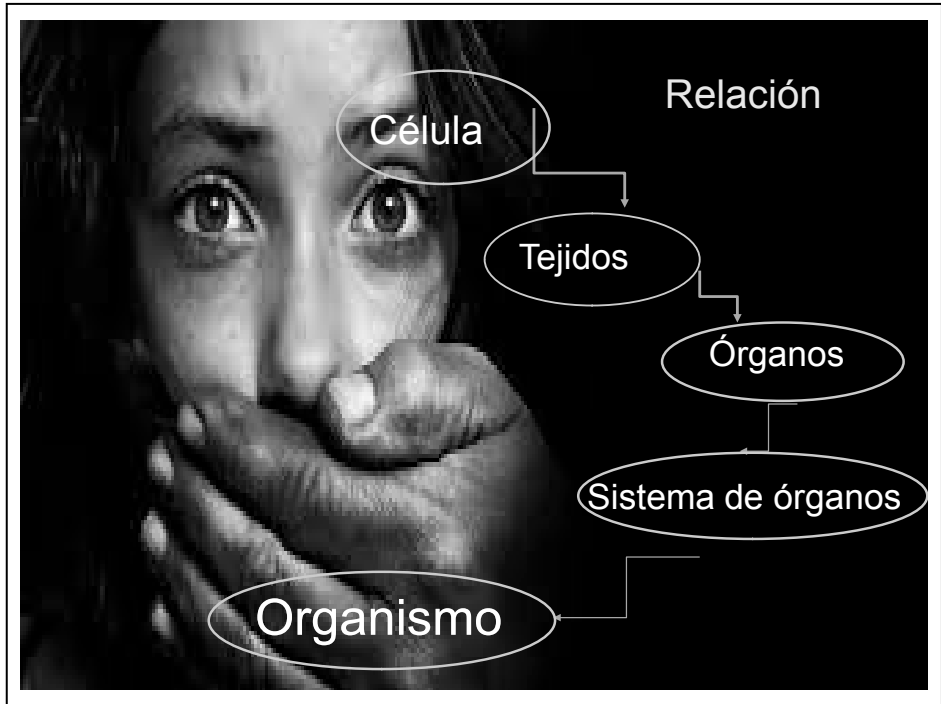 Relación
Célula
Tejidos
Órganos
Sistema de órganos
Organismo